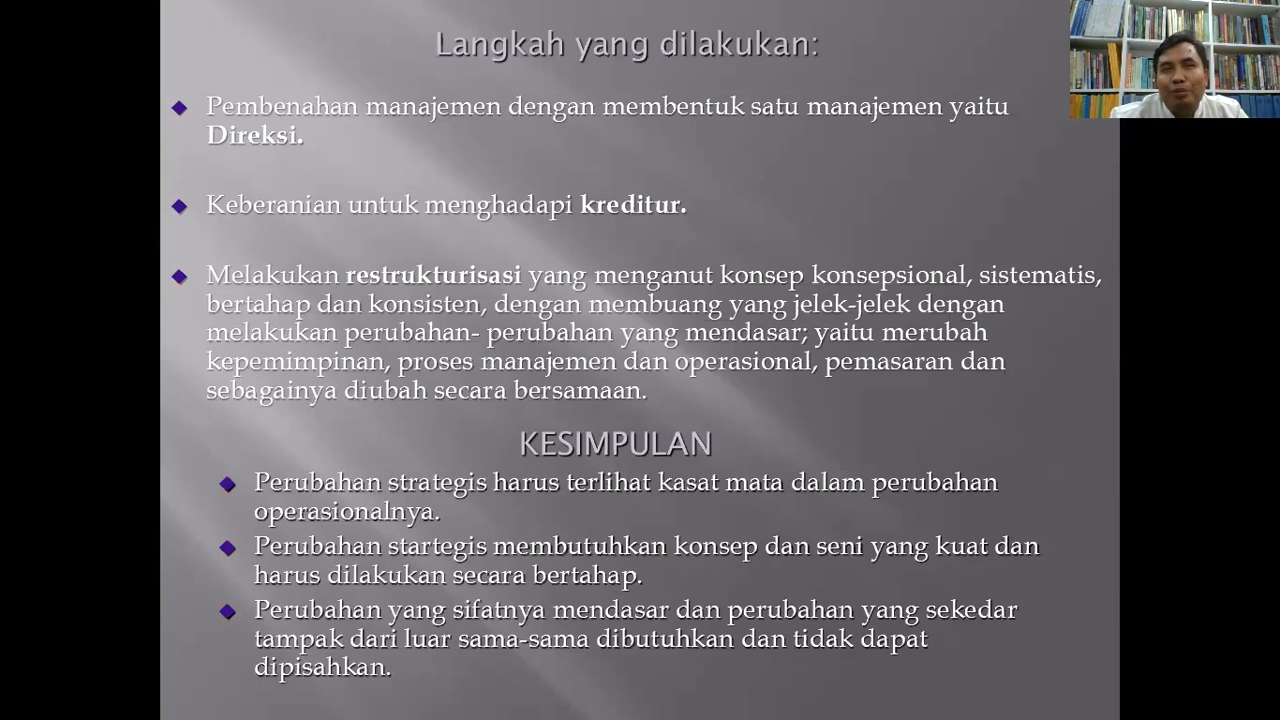 Langkah yang dilakukan:
Pembenahan manajemen dengan membentuk satu manajemen yaitu
Direksi.
Keberanian untuk menghadapi kreditur.
Melakukan restrukturisasi yang menganut konsep konsepsional, sistematis,
bertahap dan konsisten, dengan membuang yang jelek-jelek dengan
melakukan perubahan- perubahan yang mendasar; yaitu merubah
kepemimpinan, proses manajemen dan operasional, pemasaran dan
sebagainya diubah secara bersamaan.
KESIMPULAN
Perubahan strategis harus terlihat kasat mata dalam perubahan
operasionalnya.
Perubahan startegis membutuhkan konsep dan seni yang kuat dan
harus dilakukan secara bertahap.
Perubahan yang sifatnya mendasar dan perubahan yang sekedar
tampak dari luar sama-sama dibutuhkan dan tidak dapat
dipisahkan.